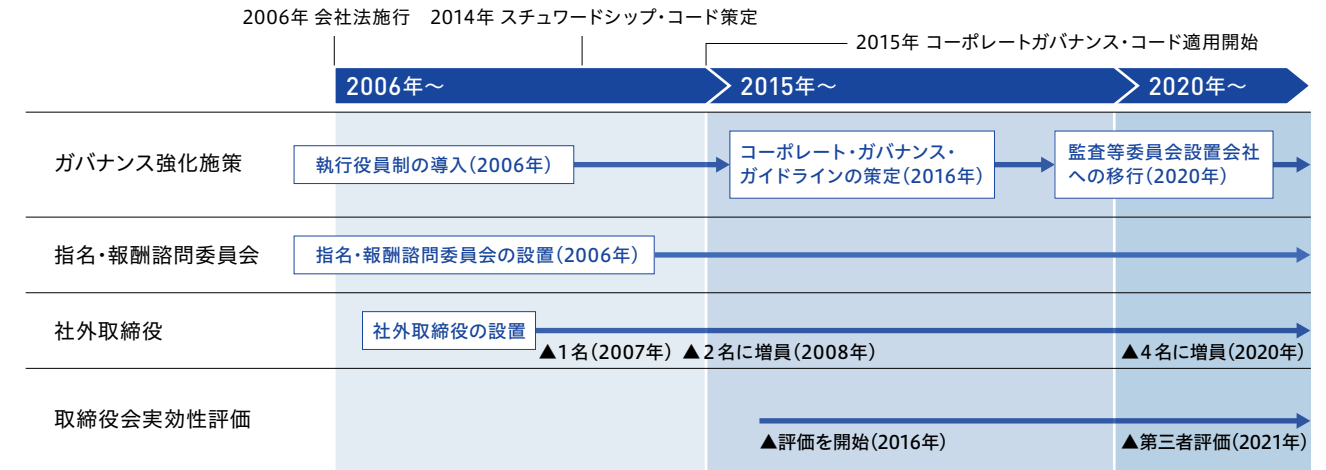 2006年 会社法施行
2014年 スチュワードシップ・コード策定
2015年 コーポレートガバナンス・コード適用開始
2006年～
2015年～
2020年～
ガバナンス強化施策
執行役員制の導入(2006年)
コーポレート・ガバナンス・
ガイドラインの策定(2016年)
監査等委員会設置会社
への移行(2020年)
指名・報酬諮問委員会
指名・報酬諮問委員会の設置(2006年)
社外取締役
社外取締役の設置
▲1名(2007年)
▲2名に増員(2008年)
▲4名に増員(2020年)
取締役会実効性評価
▲評価を開始(2016年)
▲第三者評価(2021年)